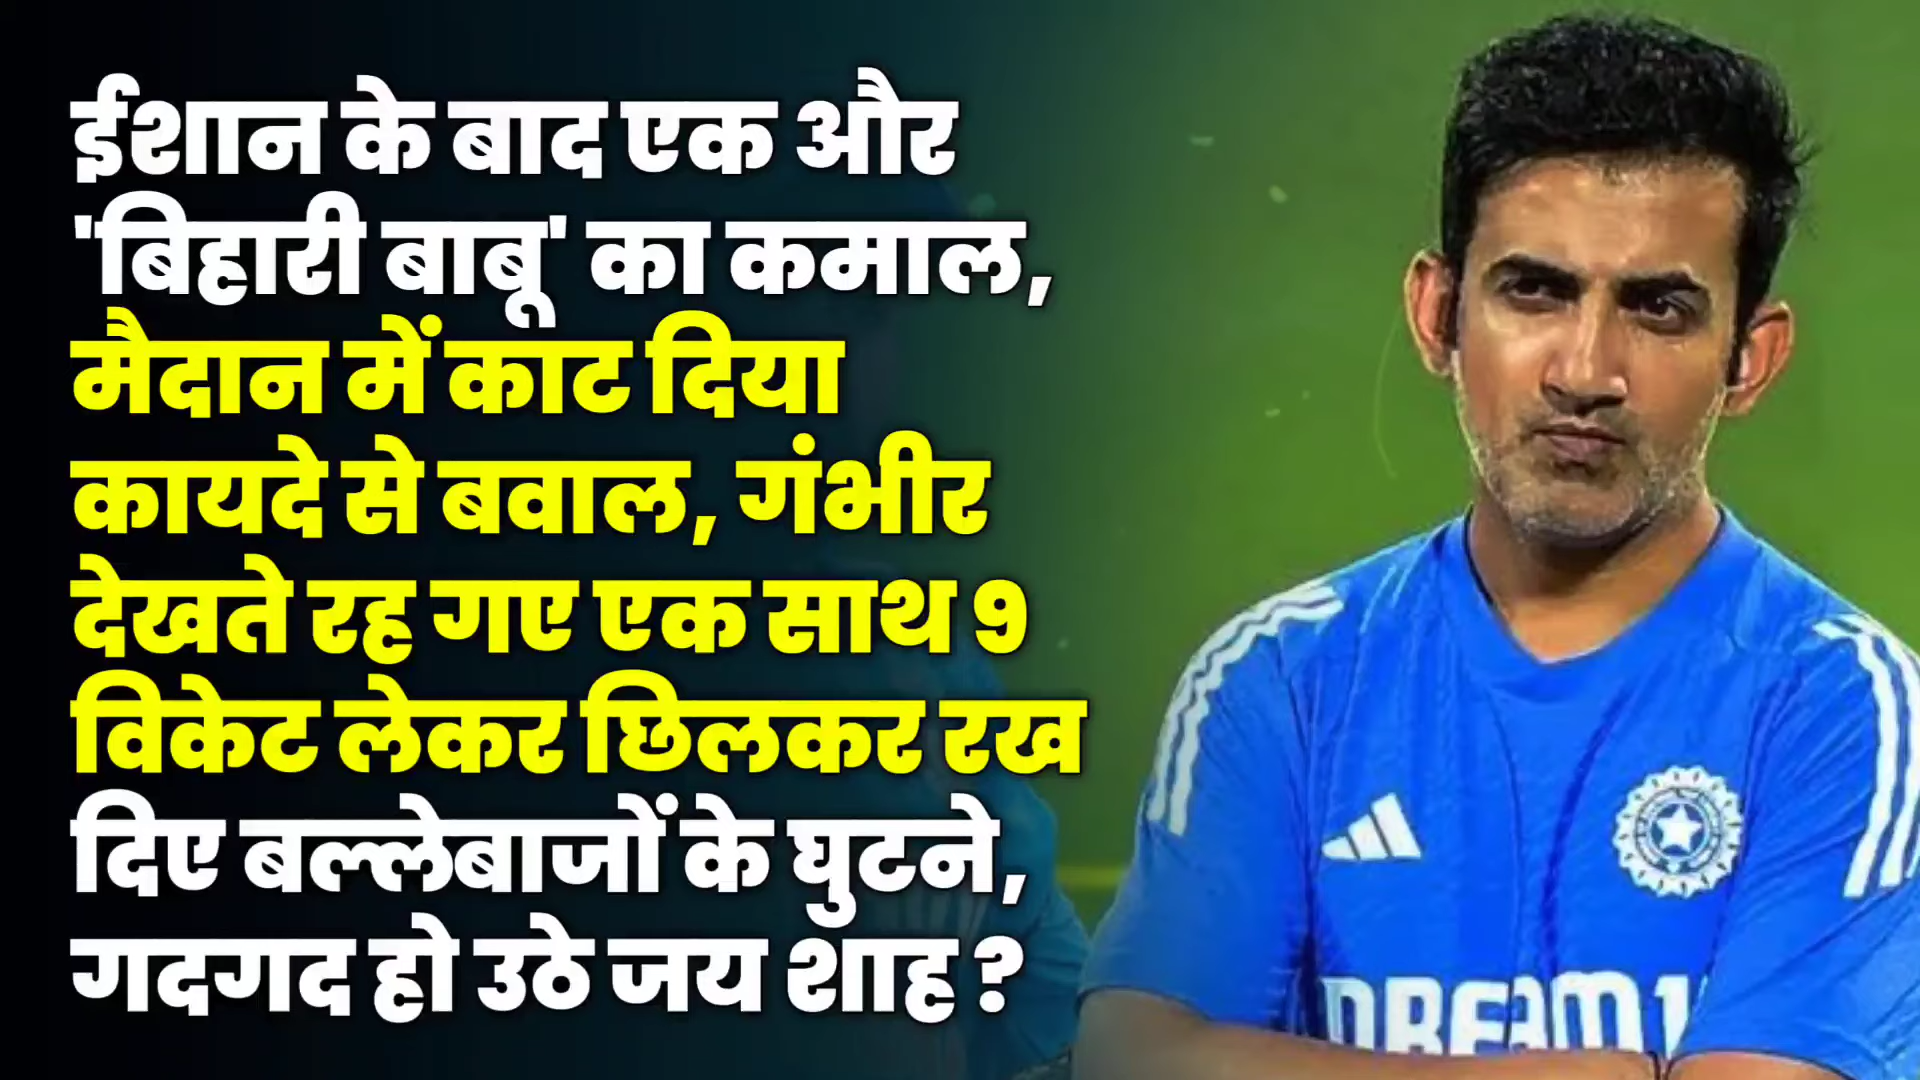 ईशान के बाद एक और
'बिहारी बाबू' का कमाल,
मैदान में काट दिया
कायदे से बवाल, गंभीर
देखते रह गए एक साथ 9
विकेट लेकर छिलकर रख
दिए बल्लेबाजों के घुटने,
गदगद हो उठे जय शाह?
DREAM1